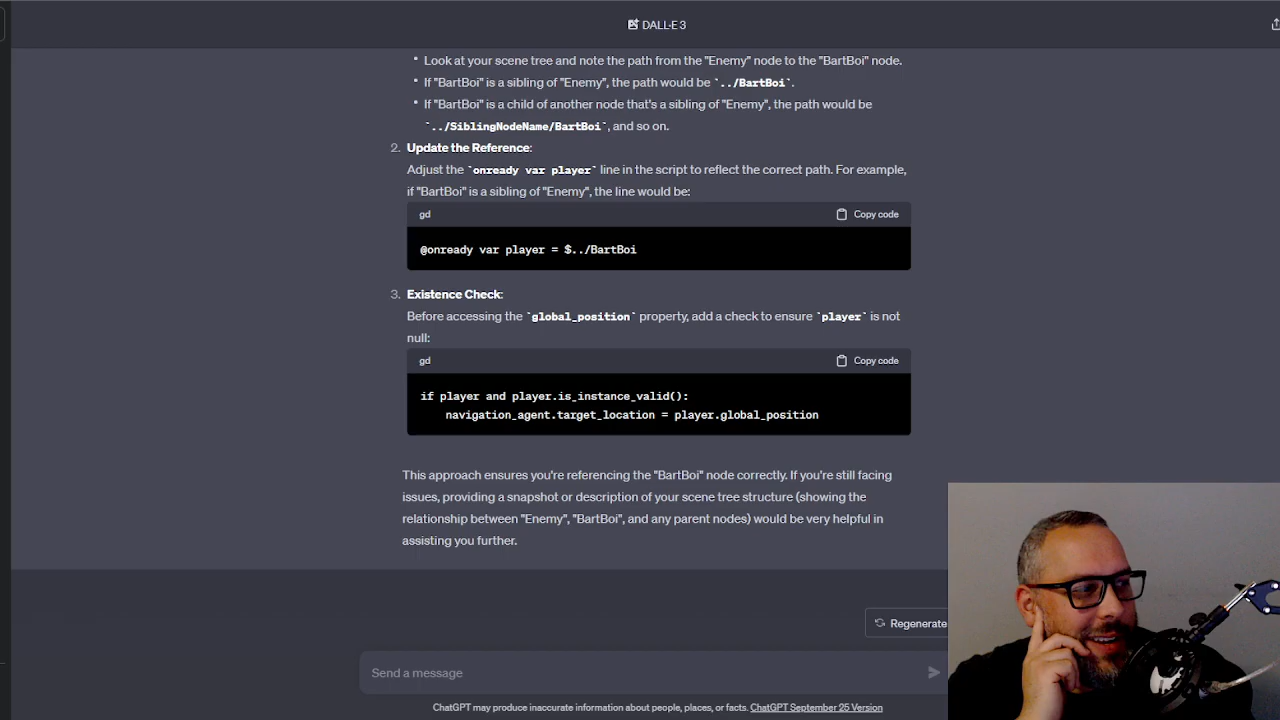 DALL·E 3
• Look at your scene tree and note the path from the "Enemy" node to the "BartBoi" node.
• If "BartBoi" is a sibling of "Enemy", the path would be `../BartBoi`.
• If "BartBoi" is a child of another node that's a sibling of "Enemy", the path would be
`../SiblingNodeName/BartBoi`, and so on.
2. Update the Reference:
Adjust the `onready var player` line in the script to reflect the correct path. For example,
if "BartBoi" is a sibling of "Enemy", the line would be:
gd Copy code
@onready var player = $../BartBoi
3. Existence Check:
Before accessing the `global_position` property, add a check to ensure `player` is not
null:
gd Copy code
if player and player.is_instance_valid():
navigation_agent.target_location = player.global_position
This approach ensures you're referencing the "BartBoi" node correctly. If you're still facing
issues, providing a snapshot or description of your scene tree structure (showing the
relationship between "Enemy", "BartBoi", and any parent nodes) would be very helpful in
assisting you further.
Regenerate
Send a message
ChatGPT may produce inaccurate information about people, places, or facts. ChatGPT September 25 Version